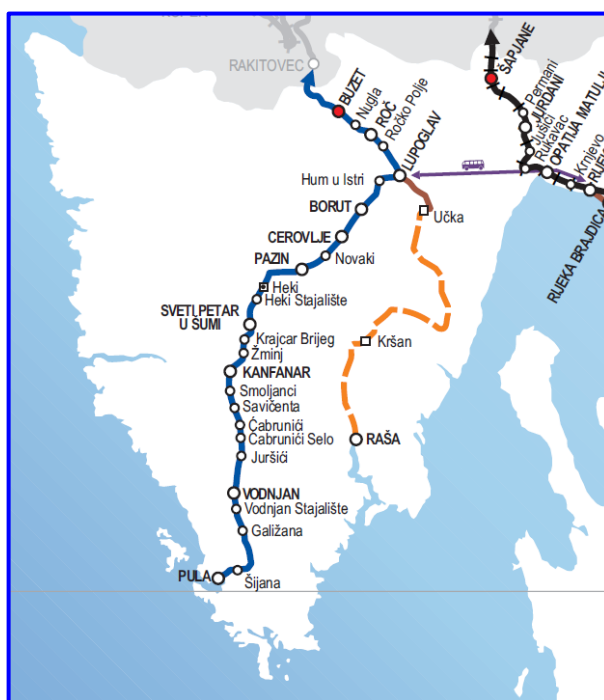 RAKITOVEC
BUZET
Nugla
ROČ
Ročko Polje
LUPOGLAV
Hum u Istri
BORUT
Učka
CEROVLJE
Novaki
PAZIN
Heki
Heki Stajalište
SVETI PETAR
U ŠUMI
Krajcar Brijeg
Kršan
Žminj
KANFANAR
Smoljanci
Savičenta
Čabrunići
Čabrunići Selo
RAŠA
Juršići
VODNJAN
Vodnjan Stajalište
Galižana
PULA
Šijana
ŠAPJANE
Permani
JURDANI
Jušići
Rukavac
OPATIJA MATULJI
Krnjevo
RIJEKA BRAJDICA